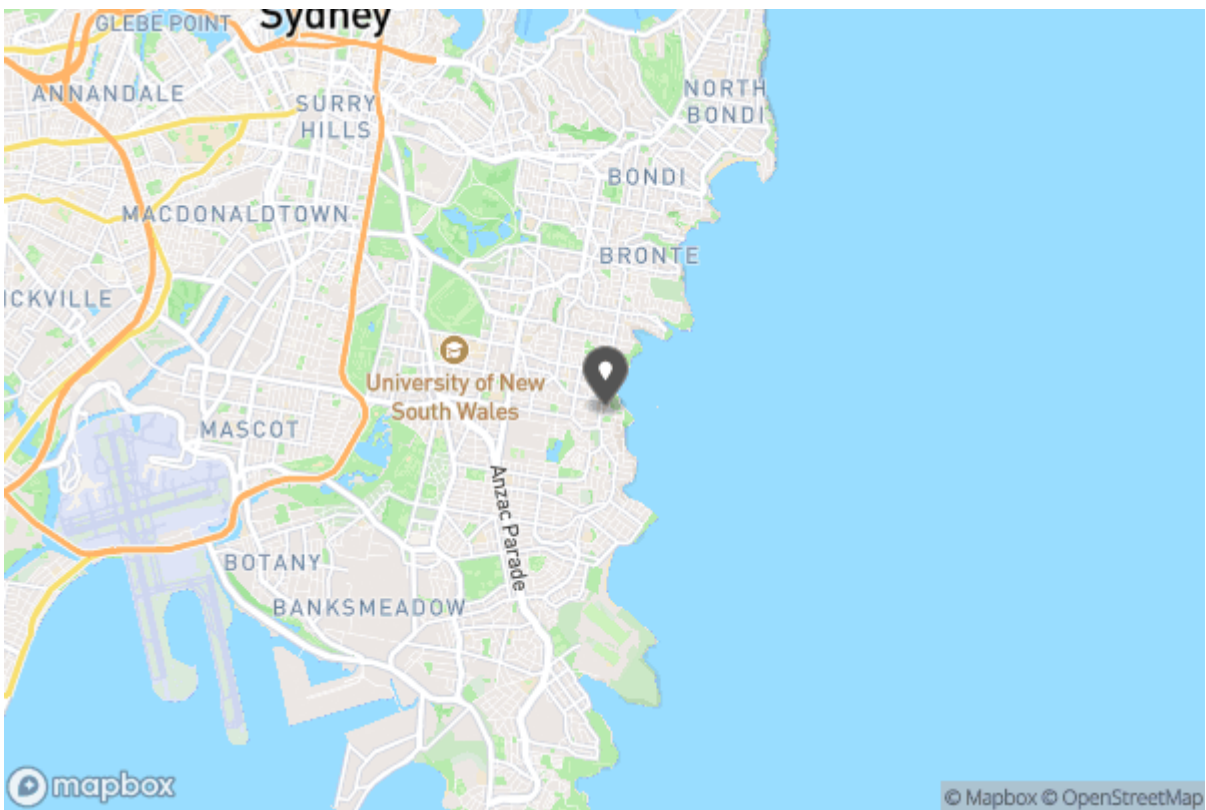 GLEBE POINT
Sydney
ANNANDALE
SURRY
HILLS
NORTH
BONDI
BONDI
MACDONALDTOWN
BRONTE
ICKVILLE
University of New
South Wales
MASCOT
Anzac Parade
BOTANY
BANKSMEADOW
mapbox
© Mapbox © OpenStreetMap